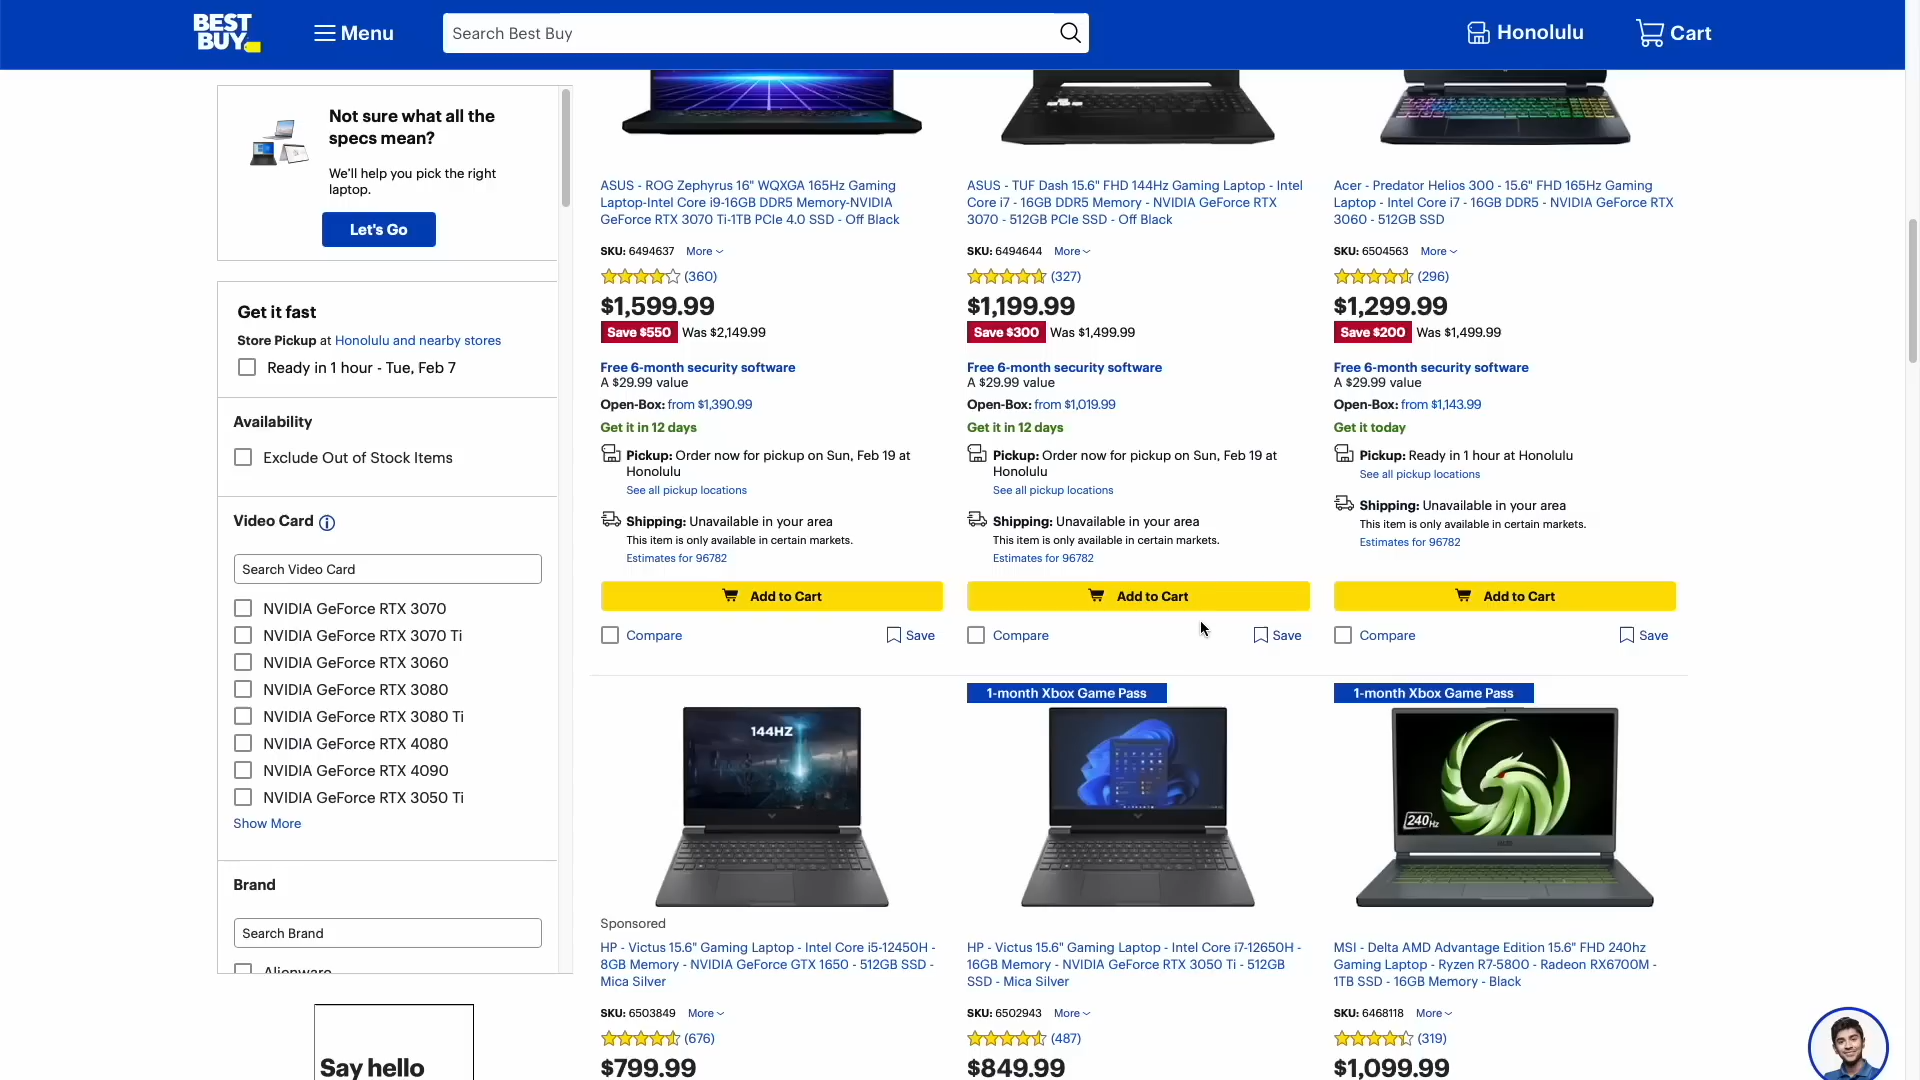 BEST
BUY
Menu
Search Best Buy
Honolulu
Cart
Not sure what all the
specs mean?
We'll help you pick the right
laptop.
Let's Go
Get it fast
Store Pickup at Honolulu and nearby stores
Ready in 1 hour - Tue, Feb 7
Availability
Exclude Out of Stock Items
Video Card
Search Video Card
NVIDIA GeForce RTX 3070
NVIDIA GeForce RTX 3070 Ti
NVIDIA GeForce RTX 3060
NVIDIA GeForce RTX 3080
NVIDIA GeForce RTX 3080 Ti
NVIDIA GeForce RTX 4080
NVIDIA GeForce RTX 4090
NVIDIA GeForce RTX 3050 Ti
Show More
Brand
Search Brand
Alienware
Say hello
ASUS - ROG Zephyrus 16" WQXGA 165Hz Gaming
Laptop-Intel Core i9-16GB DDR5 Memory-NVIDIA
GeForce RTX 3070 Ti-1TB PCIe 4.0 SSD - Off Black
SKU: 6494637 More
(360)
$1,599.99
Save $550 Was $2,149.99
Free 6-month security software
A $29.99 value
Open-Box: from $1,390.99
Get it in 12 days
Pickup: Order now for pickup on Sun, Feb 19 at
Honolulu
See all pickup locations
Shipping: Unavailable in your area
This item is only available in certain markets.
Estimates for 96782
Add to Cart
Compare
Save
ASUS - TUF Dash 15.6" FHD 144Hz Gaming Laptop - Intel
Core i7 - 16GB DDR5 Memory - NVIDIA GeForce RTX
3070 - 512GB PCIe SSD - Off Black
SKU: 6494644 More
(327)
$1,199.99
Save $300 Was $1,499.99
Free 6-month security software
A $29.99 value
Open-Box: from $1,019.99
Get it in 12 days
Pickup: Order now for pickup on Sun, Feb 19 at
Honolulu
See all pickup locations
Shipping: Unavailable in your area
This item is only available in certain markets.
Estimates for 96782
Add to Cart
Compare
Save
Acer - Predator Helios 300 - 15.6" FHD 165Hz Gaming
Laptop - Intel Core i7 - 16GB DDR5 - NVIDIA GeForce RTX
3060 - 512GB SSD
SKU: 6504563 More
(296)
$1,299.99
Save $200 Was $1,499.99
Free 6-month security software
A $29.99 value
Open-Box: from $1,143.99
Get it today
Pickup: Ready in 1 hour at Honolulu
See all pickup locations
Shipping: Unavailable in your area
This item is only available in certain markets.
Estimates for 96782
Add to Cart
Compare
Save
144HZ
Sponsored
HP - Victus 15.6" Gaming Laptop - Intel Core i5-12450H -
8GB Memory - NVIDIA GeForce GTX 1650 - 512GB SSD -
Mica Silver
SKU: 6503849 More
(676)
$799.99
1-month Xbox Game Pass
HP - Victus 15.6" Gaming Laptop - Intel Core i7-12650H -
16GB Memory - NVIDIA GeForce RTX 3050 Ti - 512GB
SSD - Mica Silver
SKU: 6502943 More
(487)
$849.99
1-month Xbox Game Pass
240Hz
MSI - Delta AMD Advantage Edition 15.6" FHD 240hz
Gaming Laptop - Ryzen R7-5800 - Radeon RX6700M -
1TB SSD - 16GB Memory - Black
SKU: 6468118 More
(319)
$1,099.99